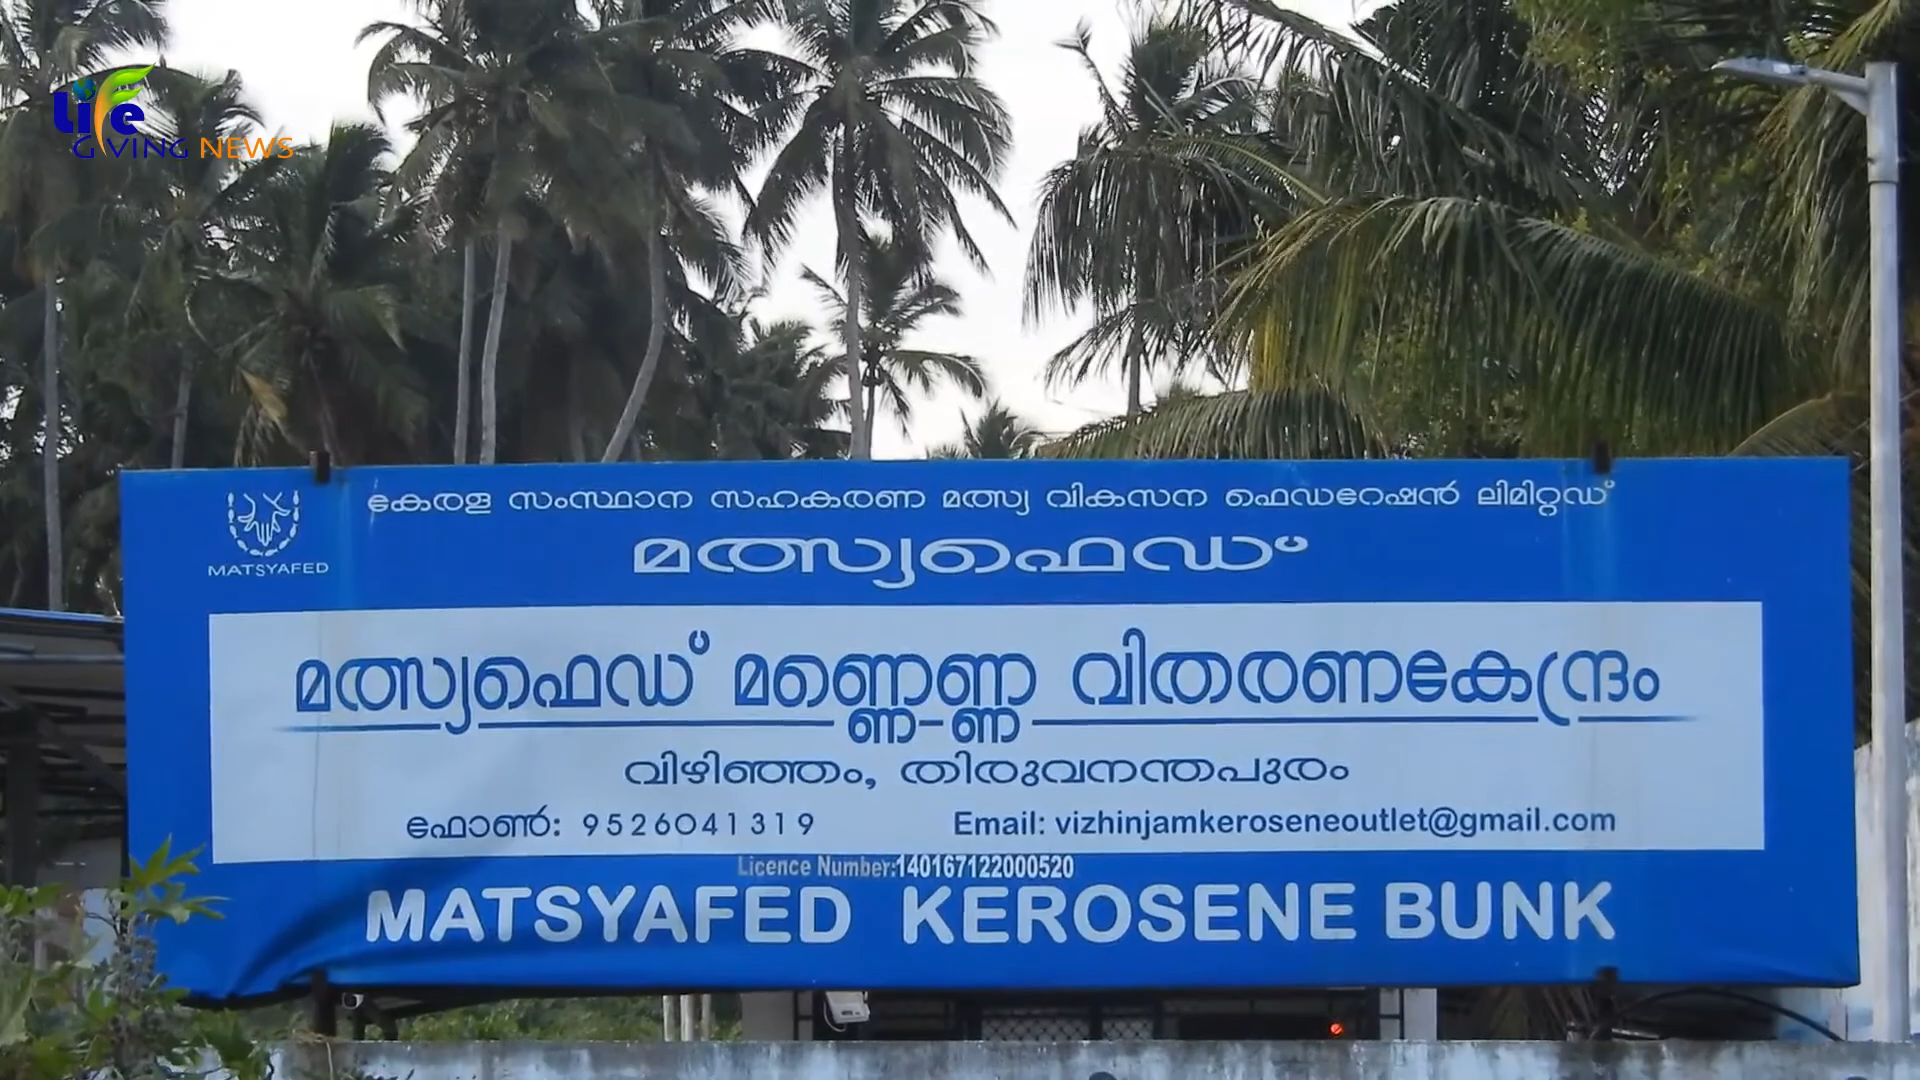 Life
GIVING NEWS
കേരള സംസ്ഥാന സഹകരണ മത്സ്യ വികസന ഫെഡറേഷൻ ലിമിറ്റഡ്
മത്സ്യഫെഡ്
MATSYAFED
മത്സ്യഫെഡ് മണ്ണെണ്ണ വിതരണകേന്ദ്രം
വിഴിഞ്ഞം, തിരുവനന്തപുരം
ഫോൺ: 9526041319 Email: vizhinjamkeroseneoutlet@gmail.com
Licence Number:140167122000520
MATSYAFED KEROSENE BUNK